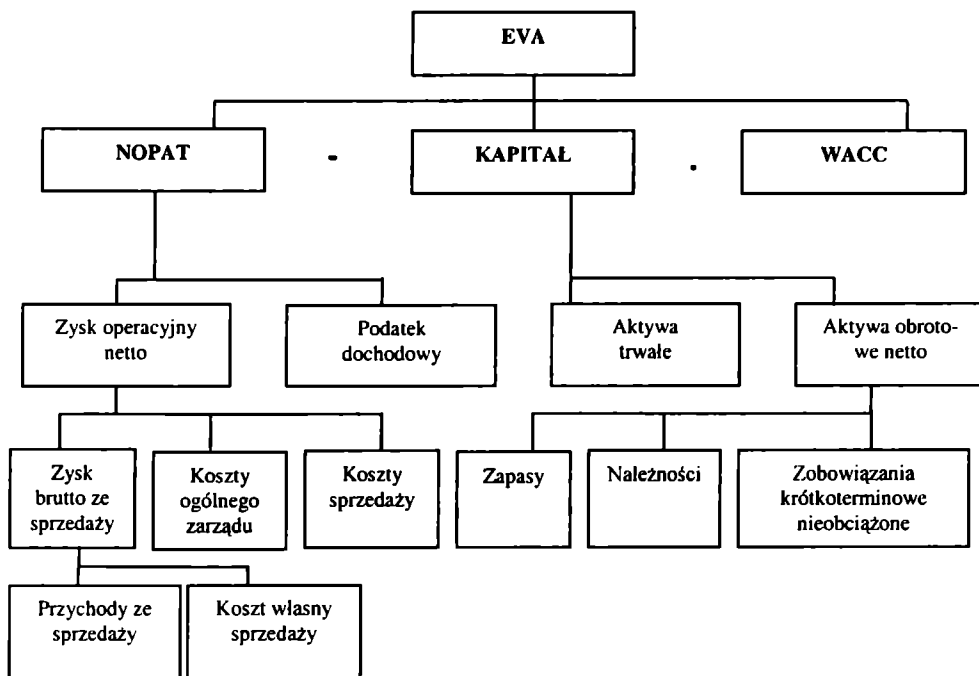 EVA
NOPAT
-
KAPITAŁ
.
WACC
Zysk operacyjny
netto
Podatek
dochodowy
Aktywa
trwałe
Aktywa obroto-
we netto
Zysk
brutto ze
sprzedaży
Koszty
ogólnego
zarządu
Koszty
sprzedaży
Zapasy
Należności
Zobowiązania
krótkoterminowe
nieobciążone
Przychody ze
sprzedaży
Koszt własny
sprzedaży